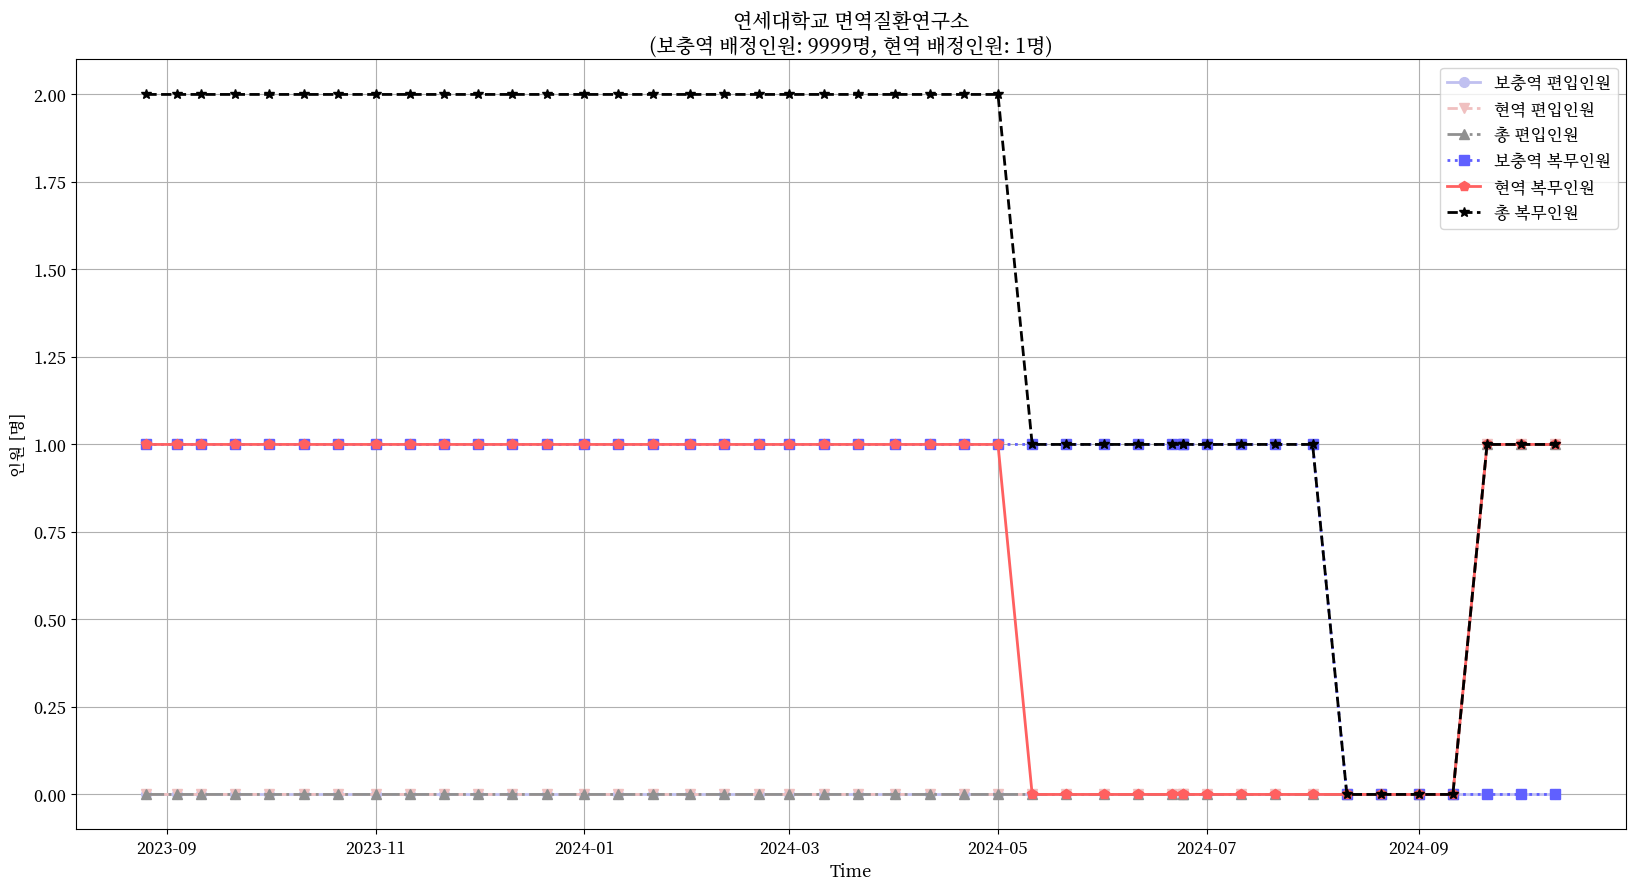 연세대학교 면역질환연구소
(보충역 배정인원: 9999명, 현역 배정인원: 1명)
보충역 편입인원
현역 편입인원
총 편입인원
보충역 복무인원
현역 복무인원
총 복무인원
인원 [명]
2.00
1.75
1.50
1.25
1.00
0.75
0.50
0.25
0.00
2023-09
2023-11
2024-01
2024-03
2024-05
2024-07
2024-09
Time